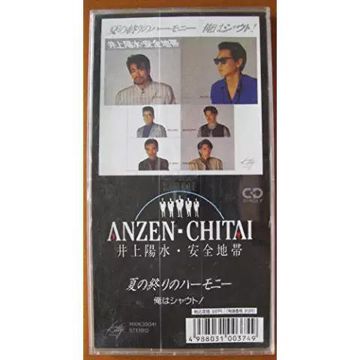 夏の終りのハーモニー 俺はシャウト!
井上陽水・安全地帯
ANZEN・CHITAI
井上陽水・安全地帯
夏の終りのハーモニー
俺はシャウト!
STEREO
4988031003749